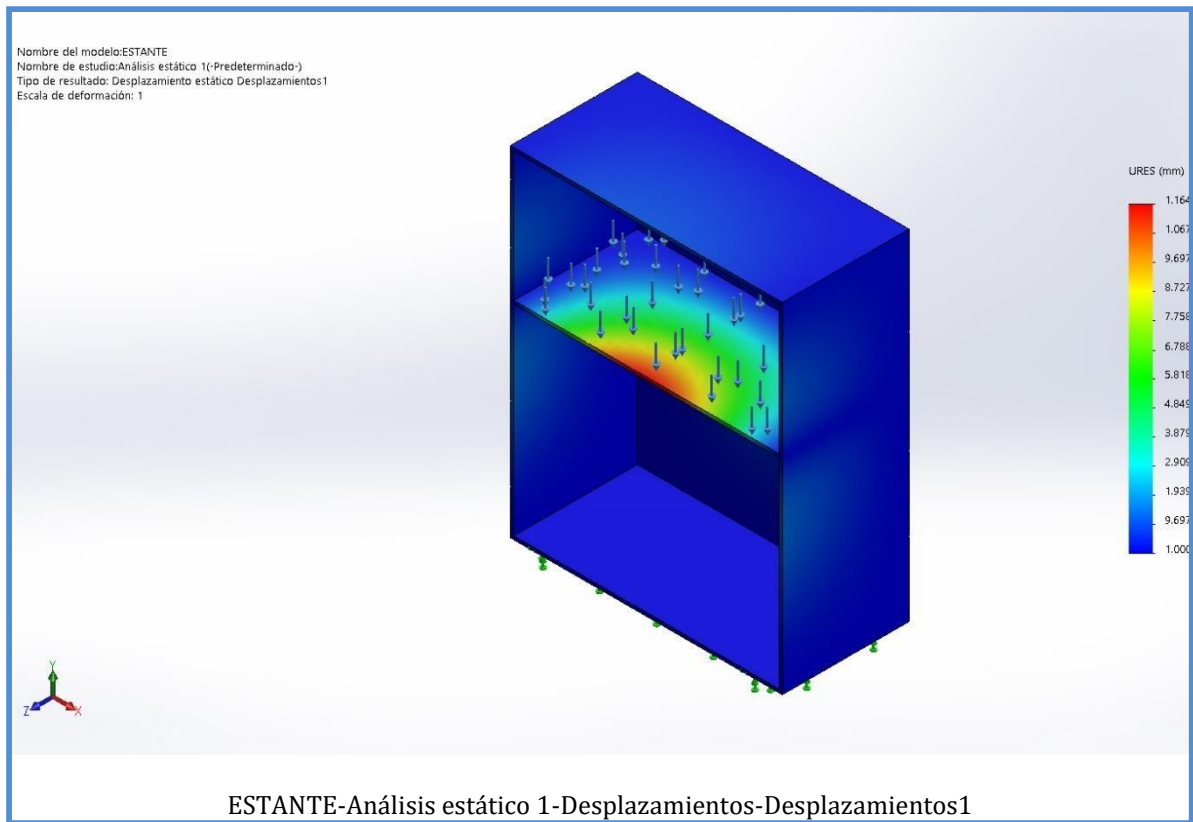 Nombre del modelo:ESTANTE
Nombre de estudio:Análisis estático 1(-Predeterminado-)
Tipo de resultado: Desplazamiento estático Desplazamientos1
Escala de deformación: 1
URES (mm)
1.164
1.067
9.697
8.727
7.758
6.788
5.818
4.849
3.879
2.909
1.939
9.697
1.000
Y
Z
X
ESTANTE-Análisis estático 1-Desplazamientos-Desplazamientos1